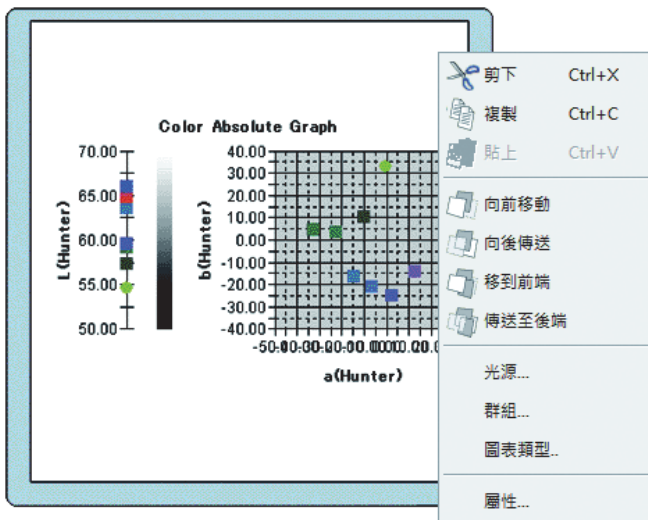 Color Absolute Graph
70.00
65.00
60.00
55.00
50.00
L(Hunter)
40.00
30.00
20.00
10.00
0.00
-10.00
-20.00
-30.00
-40.00
b(Hunter)
a(Hunter)
剪下 Ctrl+X
複製 Ctrl+C
貼上 Ctrl+V
向前移動
向後傳送
移到前端
傳送至後端
光源...
群組...
圖表類型..
屬性...